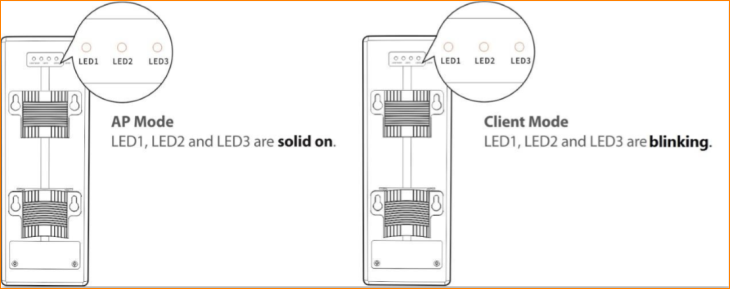 LED1 LED2 LED3
AP Mode
LED1, LED2 and LED3 are solid on.
LED1 LED2 LED3
Client Mode
LED1, LED2 and LED3 are blinking.